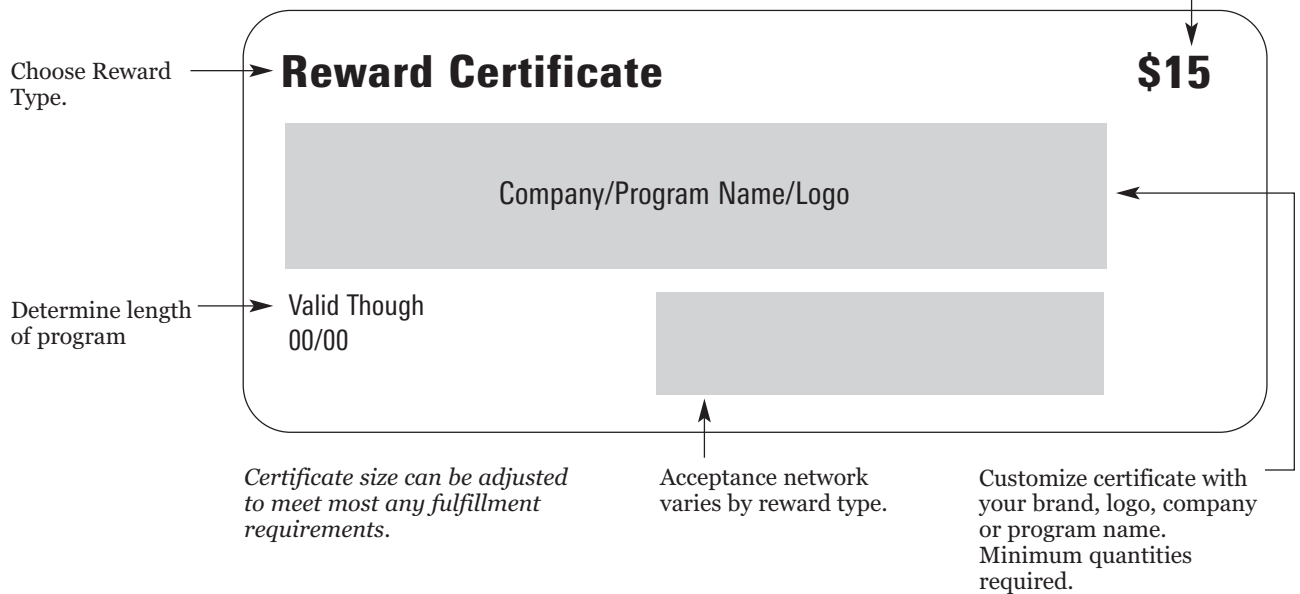 Choose Reward
Type.
Reward Certificate
$15
Company/Program Name/Logo
Determine length
of program
Valid Though
00/00
Certificate size can be adjusted
to meet most any fulfillment
requirements.
Acceptance network
varies by reward type.
Customize certificate with
your brand, logo, company
or program name.
Minimum quantities
required.